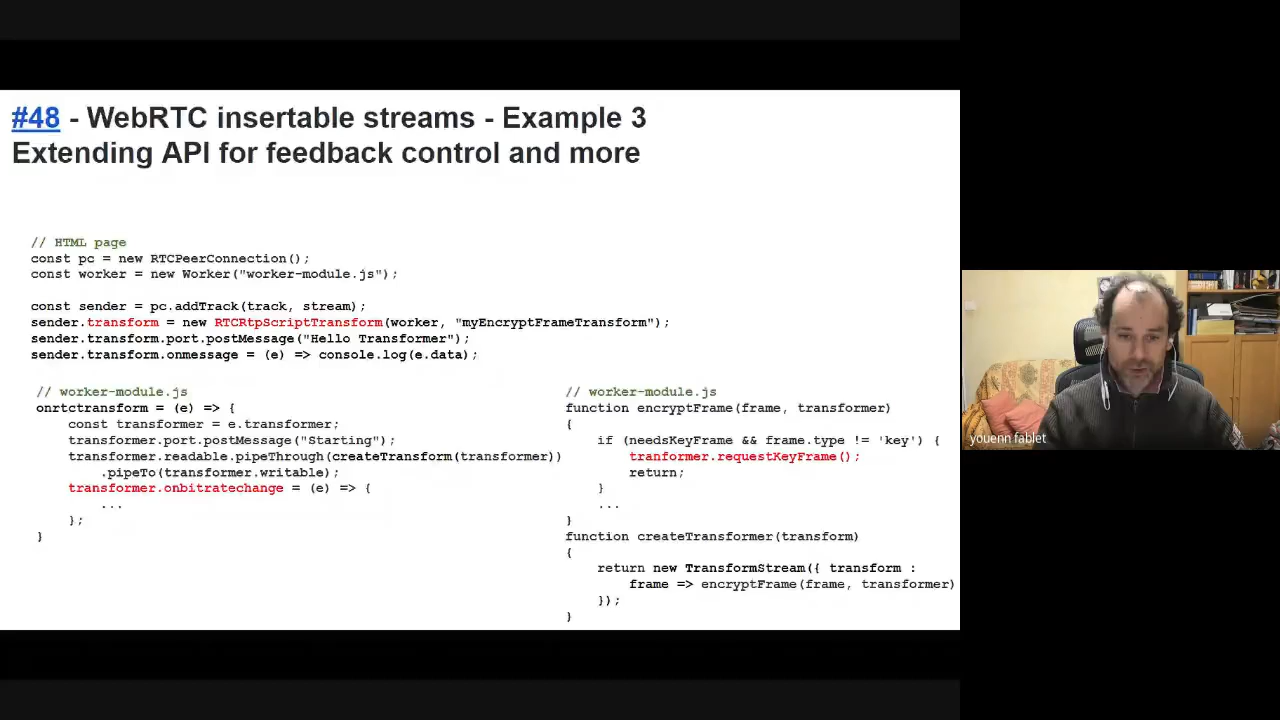 #48 - WebRTC insertable streams - Example 3
Extending API for feedback control and more
// HTML page
const pc = new RTCPeerConnection();
const worker = new Worker("worker-module.js");
const sender = pc.addTrack(track, stream);
sender.transform = new RTCRtpScriptTransform(worker, "myEncryptFrameTransform");
sender.transform.port.postMessage("Hello Transformer");
sender.transform.onmessage = (e) => console.log(e.data);
// worker-module.js
onrtctransform = (e) => {
const transformer = e.transformer;
transformer.port.postMessage("Starting");
transformer.readable.pipeThrough(createTransform(transformer))
.pipeTo(transformer.writable);
transformer.onbitratechange = (e) => {
...
};
}
// worker-module.js
function encryptFrame(frame, transformer)
{
if (needsKeyFrame && frame.type != 'key') {
tranformer.requestKeyFrame();
return;
}
...
}
function createTransformer(transform)
{
return new TransformStream({ transform :
frame => encryptFrame(frame, transformer)
});
}
youenn fablet